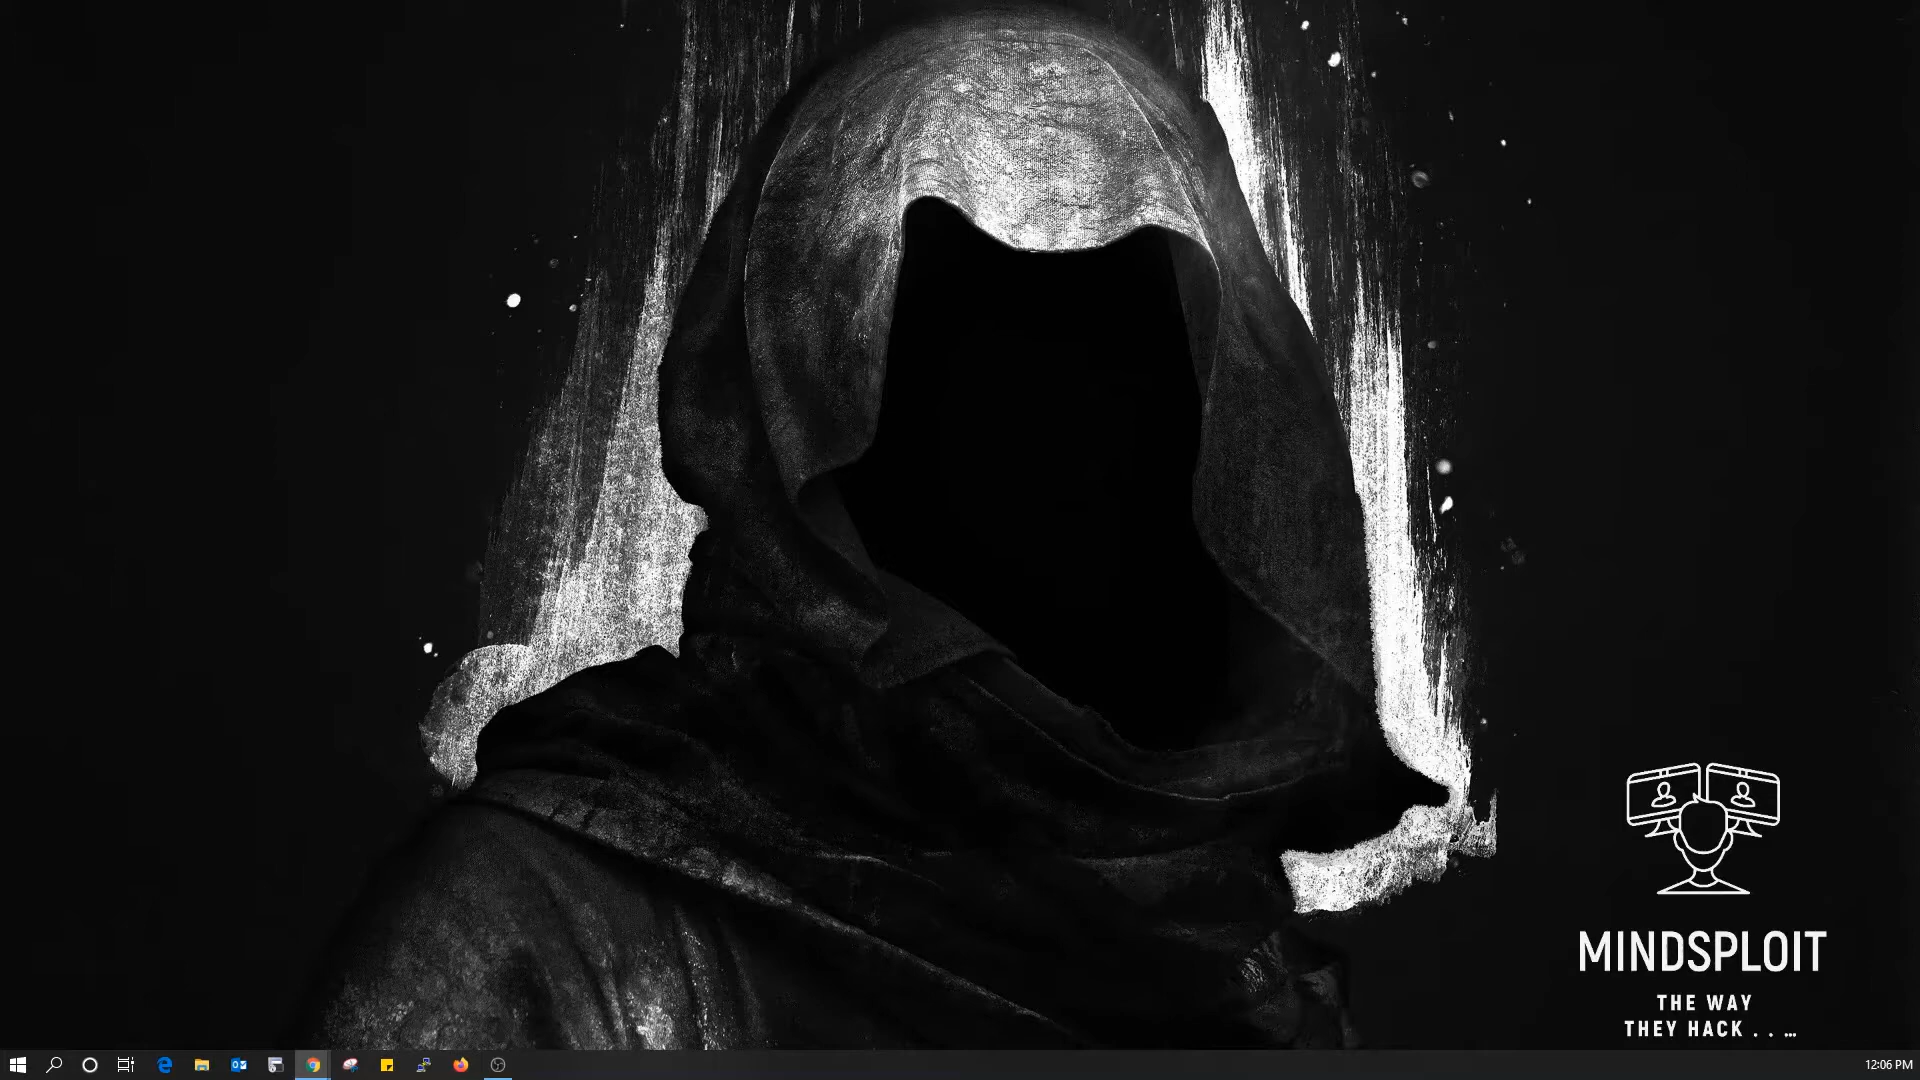 MINDSPLOIT
THE WAY
THEY HACK . . ...
12:06 PM